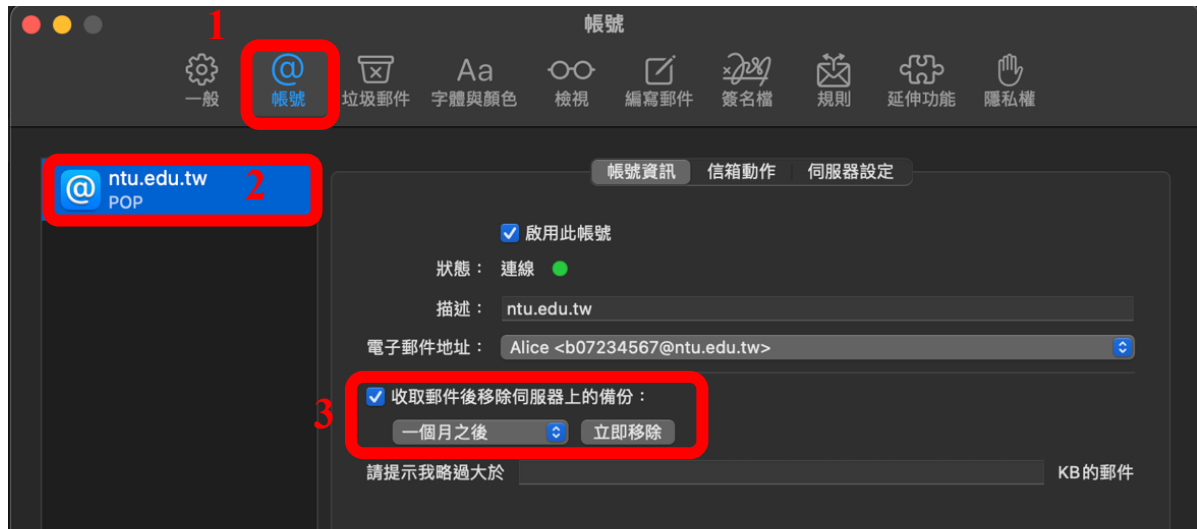 1
帳號
一般
@
帳號
垃圾郵件
Aa
字體與顏色
檢視
編寫郵件
簽名檔
規則
延伸功能
隱私權
@
ntu.edu.tw
POP
2
帳號資訊
信箱動作
伺服器設定
啟用此帳號
狀態： 連線
描述： ntu.edu.tw
電子郵件地址： Alice <b07234567@ntu.edu.tw>
3
收取郵件後移除伺服器上的備份：
一個月之後 立即移除
請提示我略過大於 KB的郵件